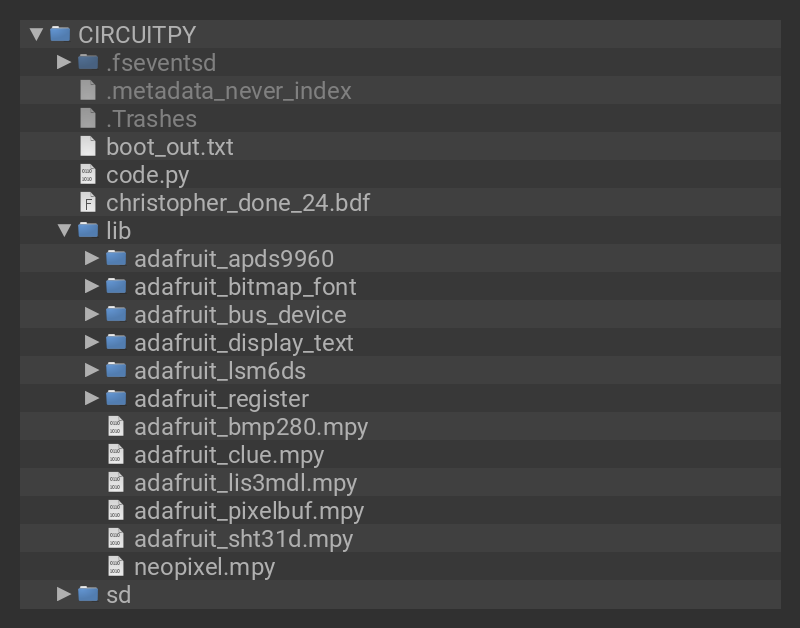 CIRCUITPY
.fseventsd
.metadata_never_index
.Trashes
boot_out.txt
code.py
christopher_done_24.bdf
lib
adafruit_apds9960
adafruit_bitmap_font
adafruit_bus_device
adafruit_display_text
adafruit_lsm6ds
adafruit_register
adafruit_bmp280.mpy
adafruit_clue.mpy
adafruit_lis3mdl.mpy
adafruit_pixelbuf.mpy
adafruit_sht31d.mpy
neopixel.mpy
sd